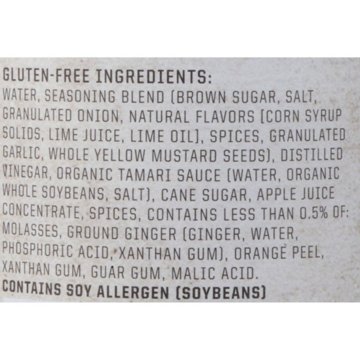 GLUTEN-FREE INGREDIENTS:
WATER, SEASONING BLEND (BROWN SUGAR, SALT,
GRANULATED ONION, NATURAL FLAVORS [CORN SYRUP
SOLIDS, LIME JUICE, LIME OIL], SPICES, GRANULATED
GARLIC, WHOLE YELLOW MUSTARD SEEDS), DISTILLED
VINEGAR, ORGANIC TAMARI SAUCE (WATER, ORGANIC
WHOLE SOYBEANS, SALT), CANE SUGAR, APPLE JUICE
CONCENTRATE, SPICES, CONTAINS LESS THAN 0.5% OF:
MOLASSES, GROUND GINGER (GINGER, WATER,
PHOSPHORIC ACID, XANTHAN GUM), ORANGE PEEL,
XANTHAN GUM, GUAR GUM, MALIC ACID.
CONTAINS SOY ALLERGEN (SOYBEANS)